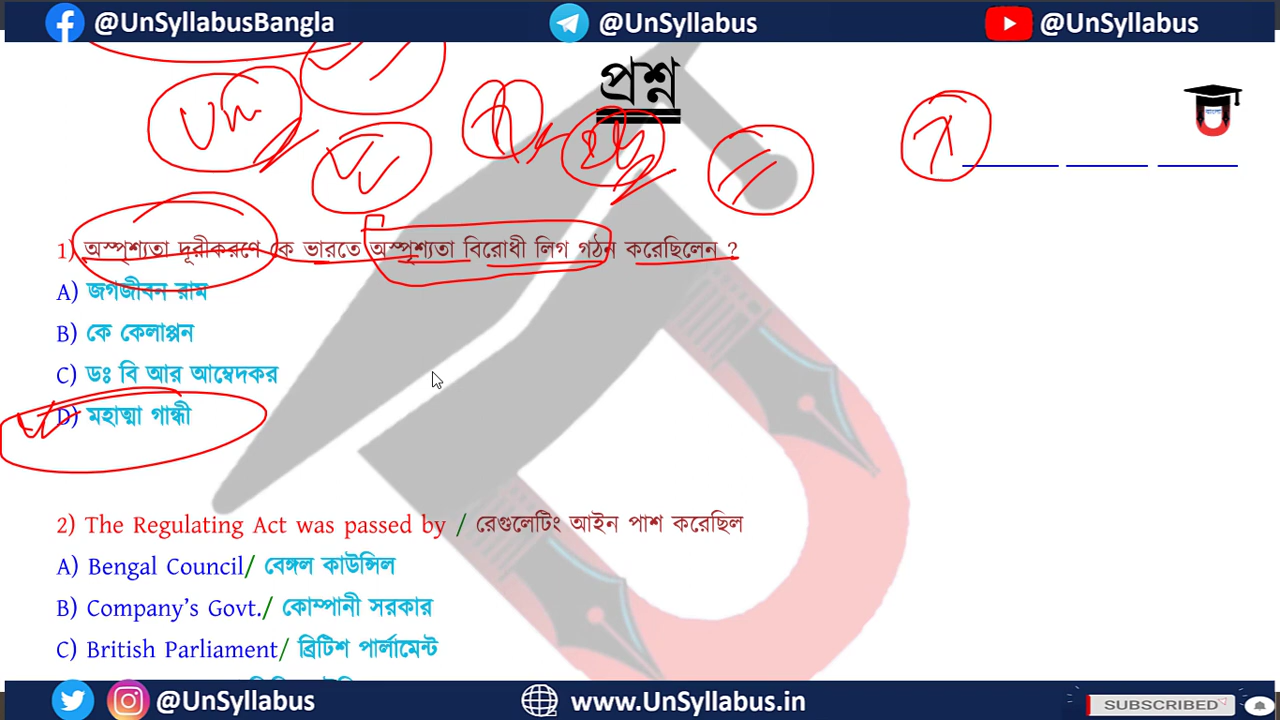 @UnSyllabusBangla @UnSyllabus @UnSyllabus
প্রশ্ন
1) অস্পৃশ্যতা দূরীকরণে কে ভারতে অস্পৃশ্যতা বিরোধী লিগ গঠন করেছিলেন ?
A) জগজীবন রাম
B) কে কেলাপ্পন
C) ডঃ বি আর আম্বেদকর
D) মহাত্মা গান্ধী
2) The Regulating Act was passed by / রেগুলেটিং আইন পাশ করেছিল
A) Bengal Council/ বেঙ্গল কাউন্সিল
B) Company's Govt./ কোম্পানী সরকার
C) British Parliament/ ব্রিটিশ পার্লামেন্ট
@UnSyllabus www.UnSyllabus.in SUBSCRIBED